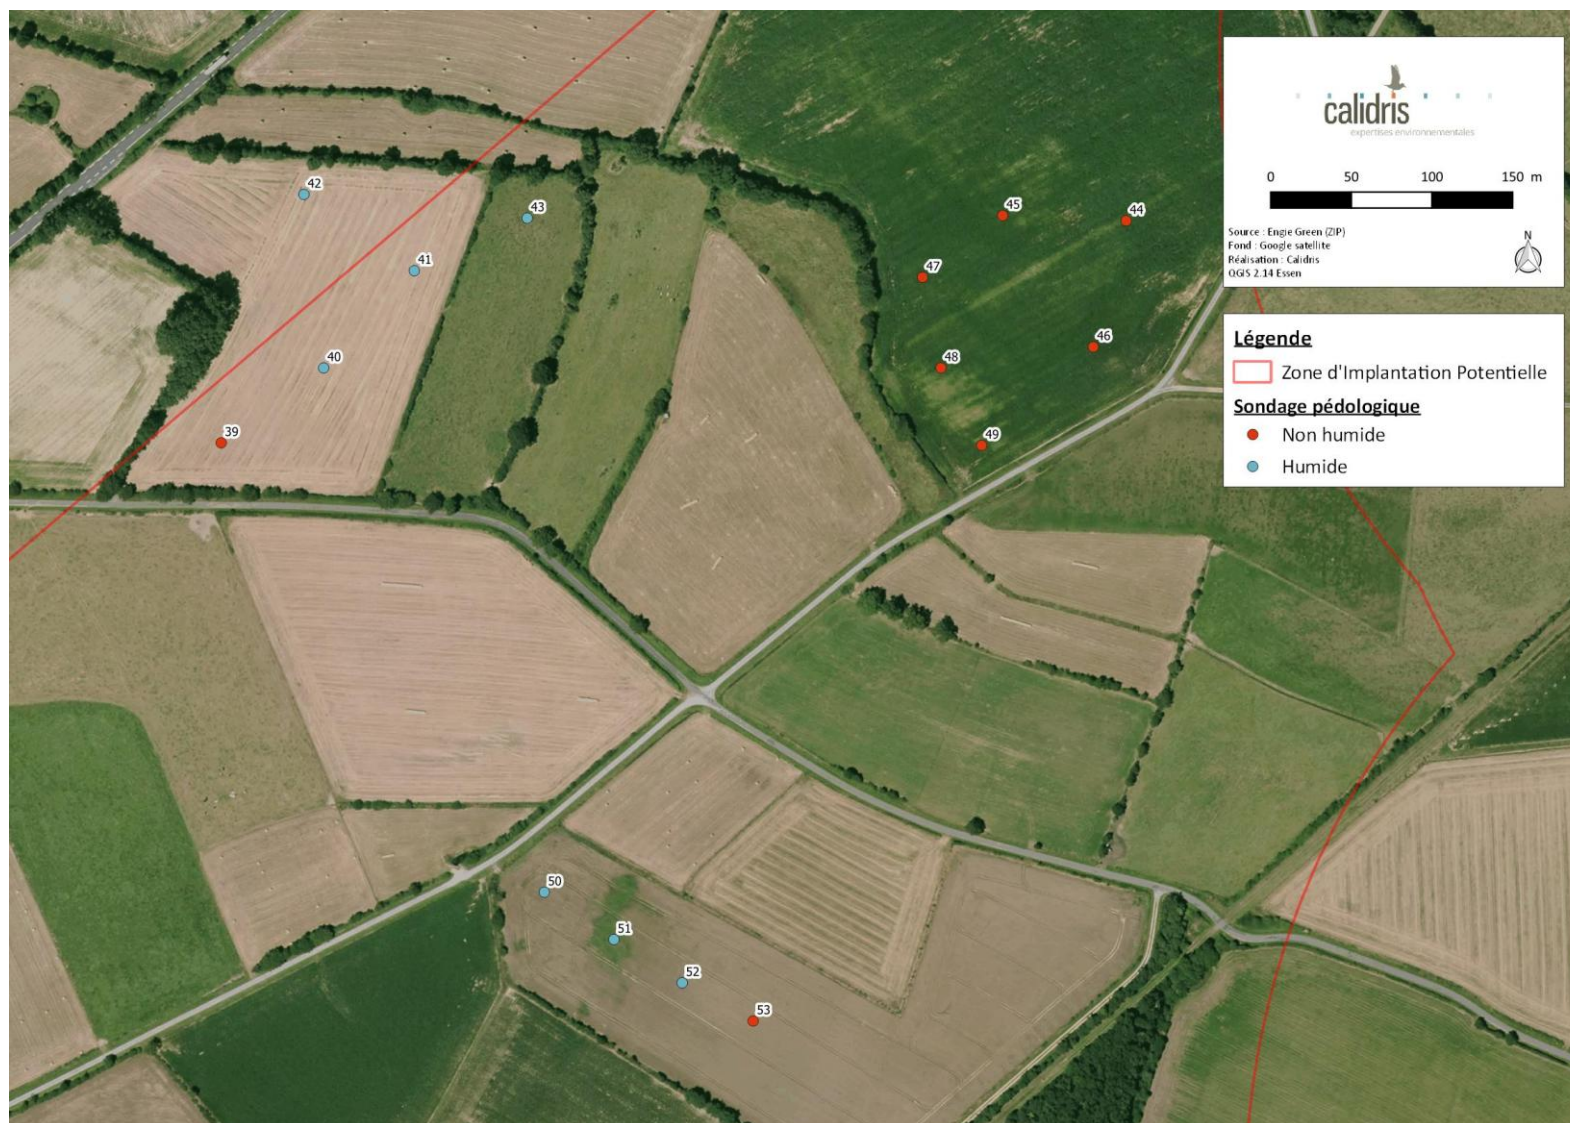 42
43
41
40
39
45
44
47
46
48
49
50
51
52
53
calidris
expertises environnementales
0 50 100 150 m
Source : Engie Green (ZIP)
Fond : Google satellite
Réalisation : Calidris
QGIS 2.14 Essen
N
Légende
Zone d'Implantation Potentielle
Sondage pédologique
Non humide
Humide